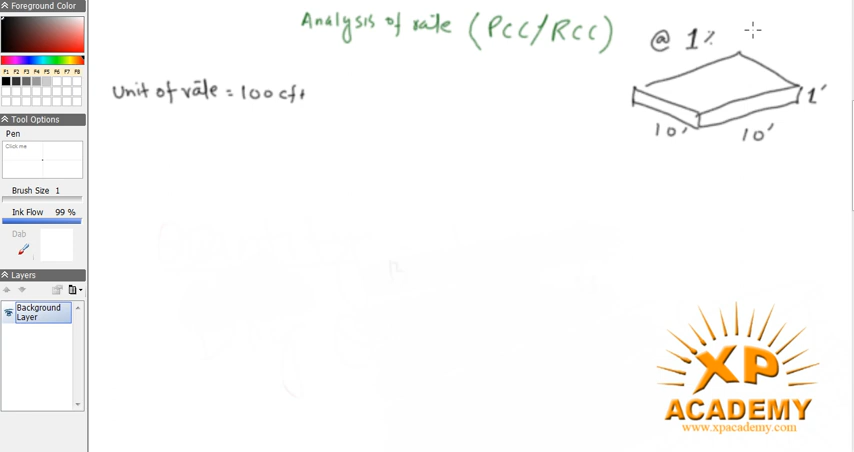 Foreground Color
P1 P2 P3 P4 P5 P6 P7 P8
Tool Options
Pen
Click me
Brush Size 1
Ink Flow 99 %
Dab
Layers
Background
Layer
Analysis of rate (PCC/RCC)
@ 1%
Unit of rate = 100 cft
1'
10'
10'
XP
ACADEMY
www.xpacademy.com